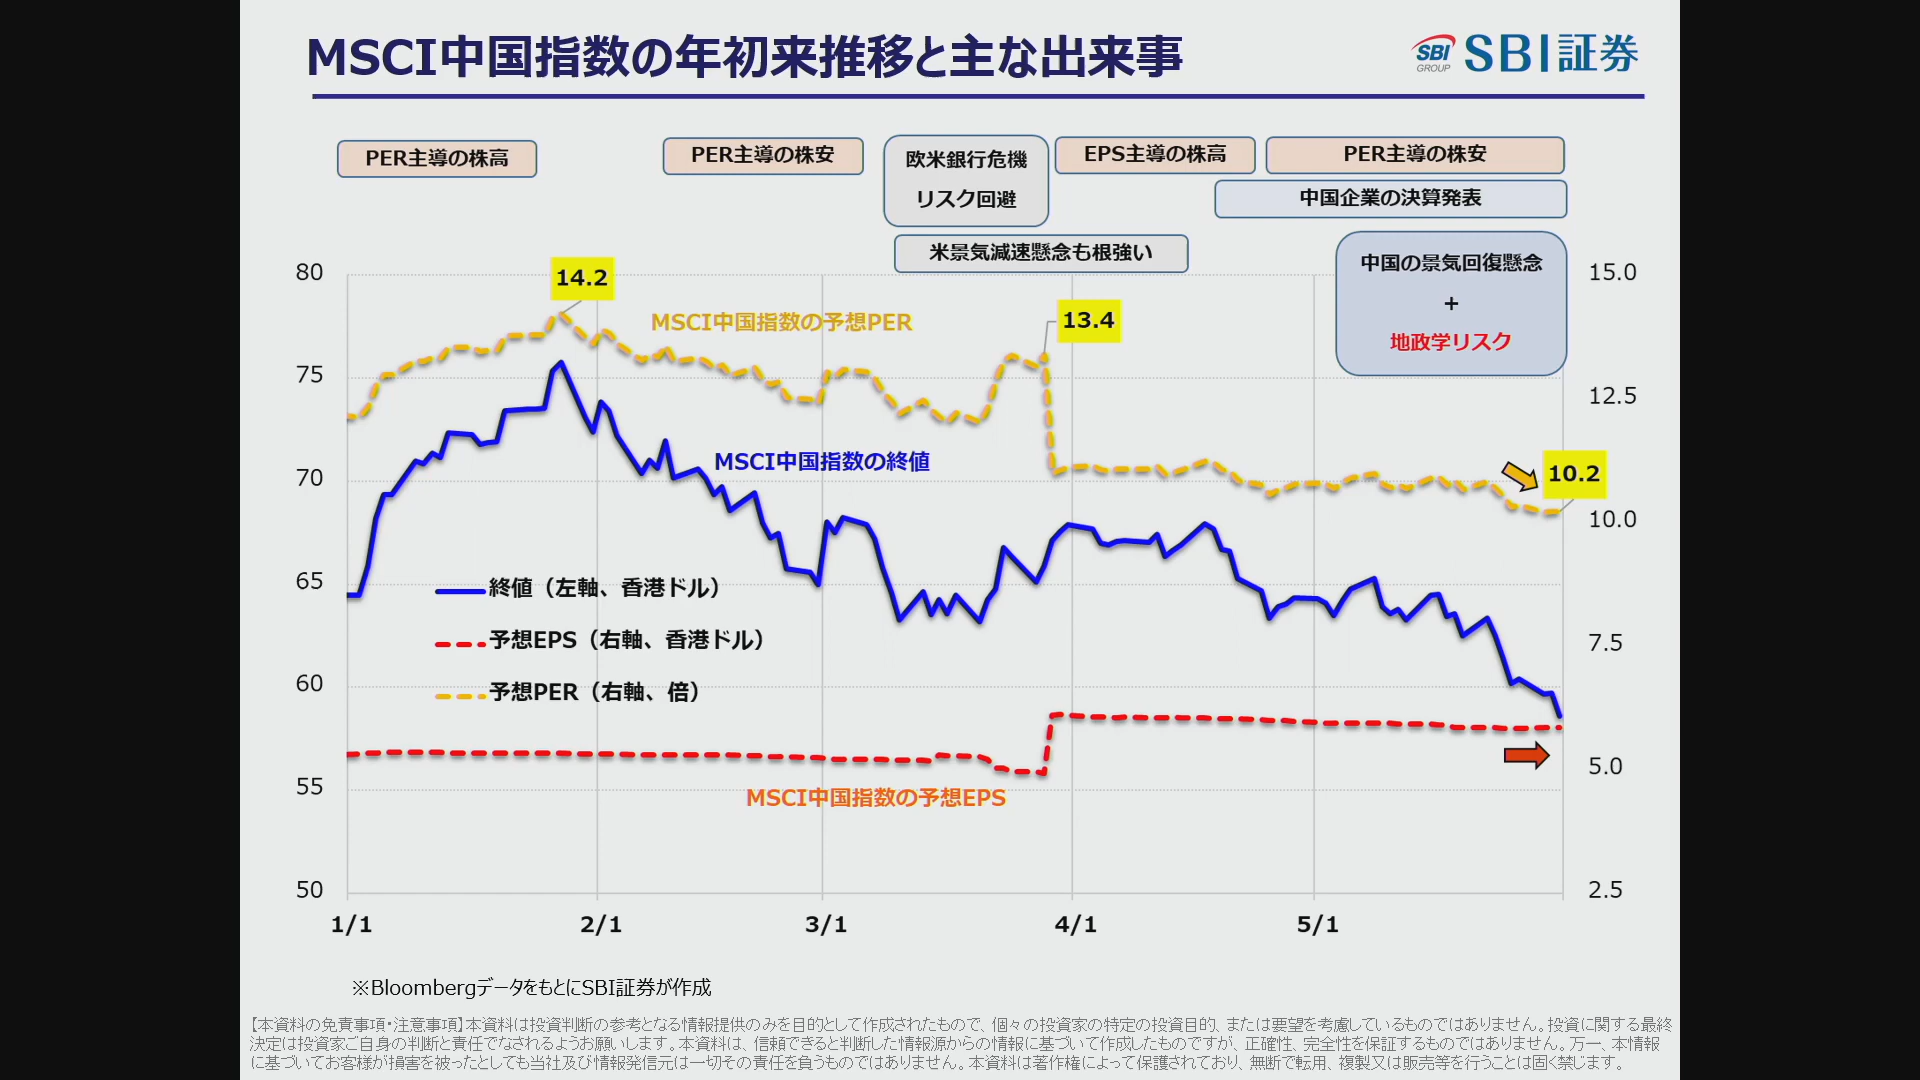 MSCI中国指数の年初来推移と主な出来事
SBI GROUP SBI証券
PER主導の株高
PER主導の株安
欧米銀行危機
リスク回避
EPS主導の株高
PER主導の株安
中国企業の決算発表
米景気減速懸念も根強い
中国の景気回復懸念
+
地政学リスク
80
75
70
65
60
55
50
15.0
12.5
10.0
7.5
5.0
2.5
14.2
MSCI中国指数の予想PER
13.4
MSCI中国指数の終値
10.2
終値（左軸、香港ドル）
予想EPS（右軸、香港ドル）
予想PER（右軸、倍）
MSCI中国指数の予想EPS
1/1
2/1
3/1
4/1
5/1
※BloombergデータをもとにSBI証券が作成
【本資料の免責事項・注意事項】本資料は投資判断の参考となる情報提供のみを目的として作成されたもので、個々の投資家の特定の投資目的、または要望を考慮しているものではありません。投資に関する最終
決定は投資家ご自身の判断と責任でなされるようお願いします。本資料は、信頼できると判断した情報源からの情報に基づいて作成したものですが、正確性、完全性を保証するものではありません。万一、本情報
に基づいてお客様が損害を被ったとしても当社及び情報発信元は一切その責任を負うものではありません。本資料は著作権によって保護されており、無断で転用、複製又は販売等を行うことは固く禁じます。